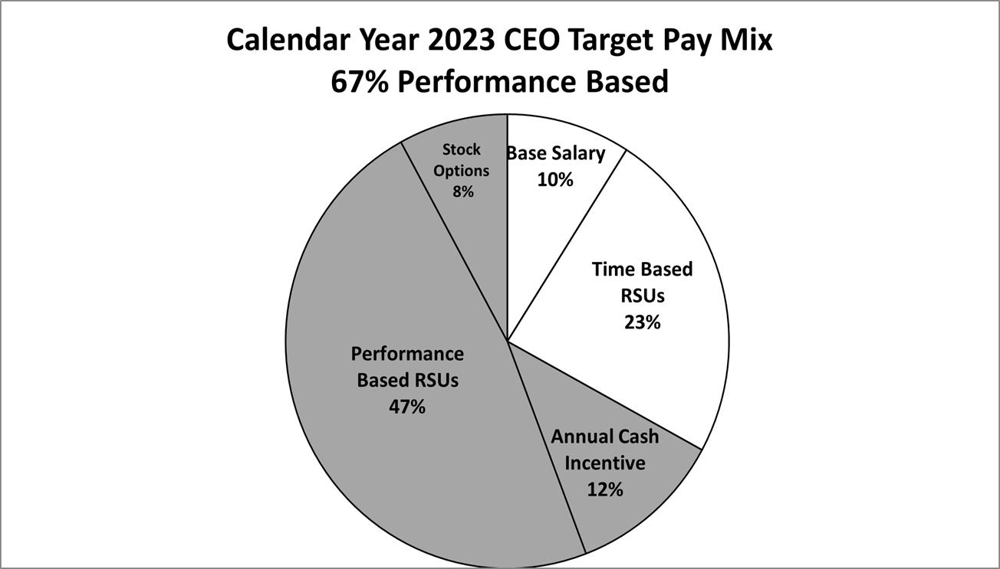 Calendar Year 2023 CEO Target Pay Mix
67% Performance Based
Stock
Options
8%
Base Salary
10%
Time Based
RSUs
23%
Performance
Based RSUs
47%
Annual Cash
Incentive
12%